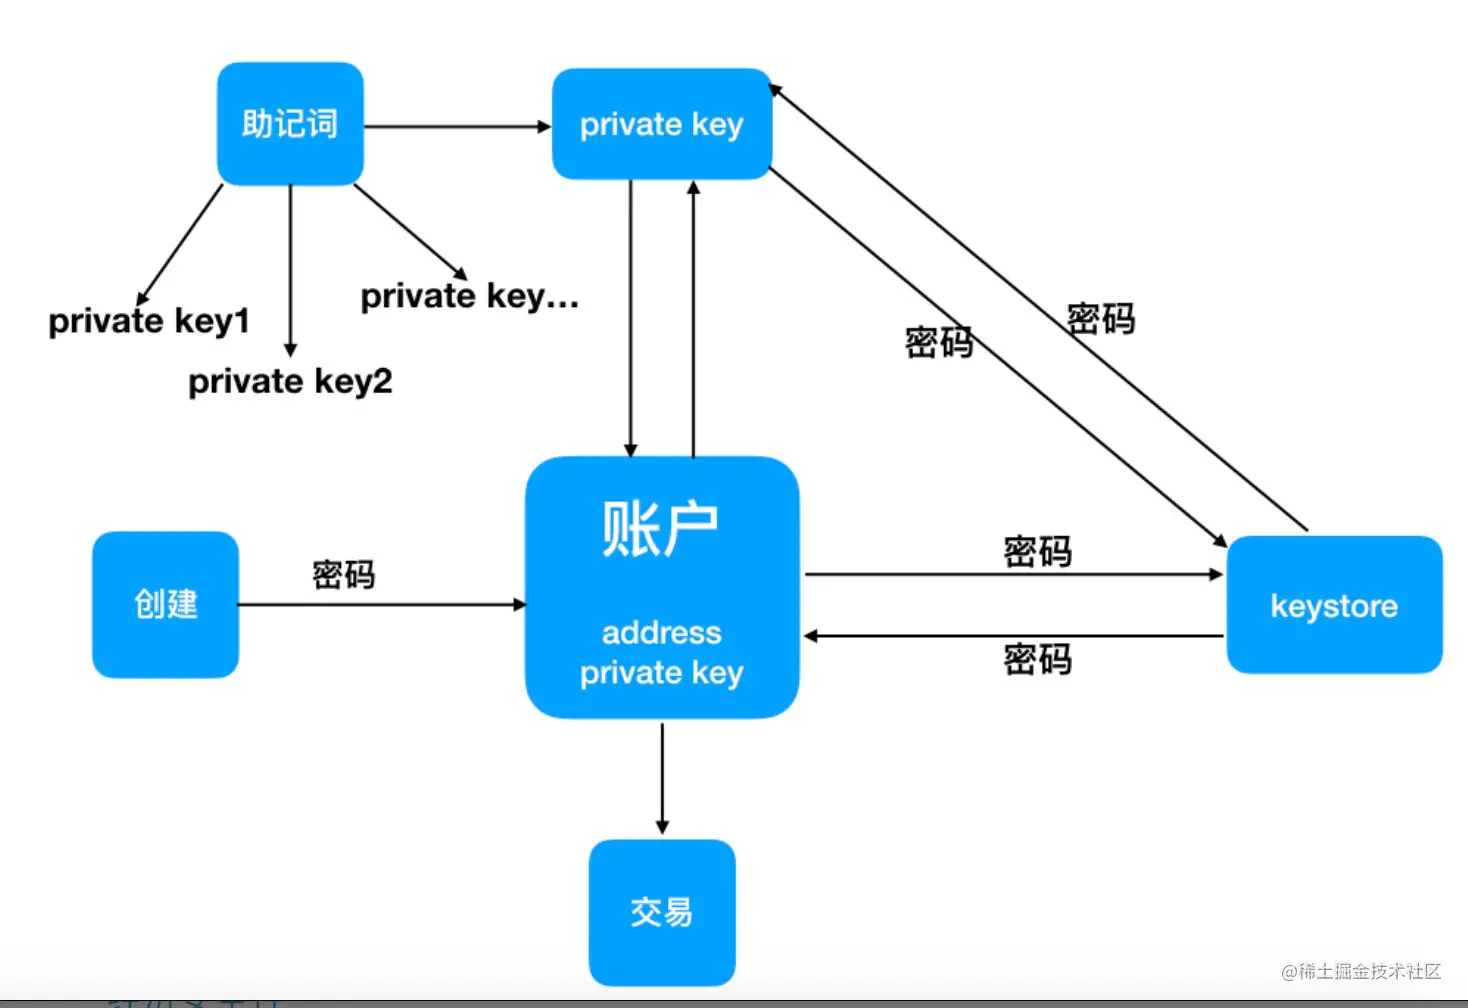 助记词
private key
private key1
private key2
private key...
密码
密码
账户
address
private key
创建
密码
密码
密码
keystore
交易
@稀土掘金技术社区